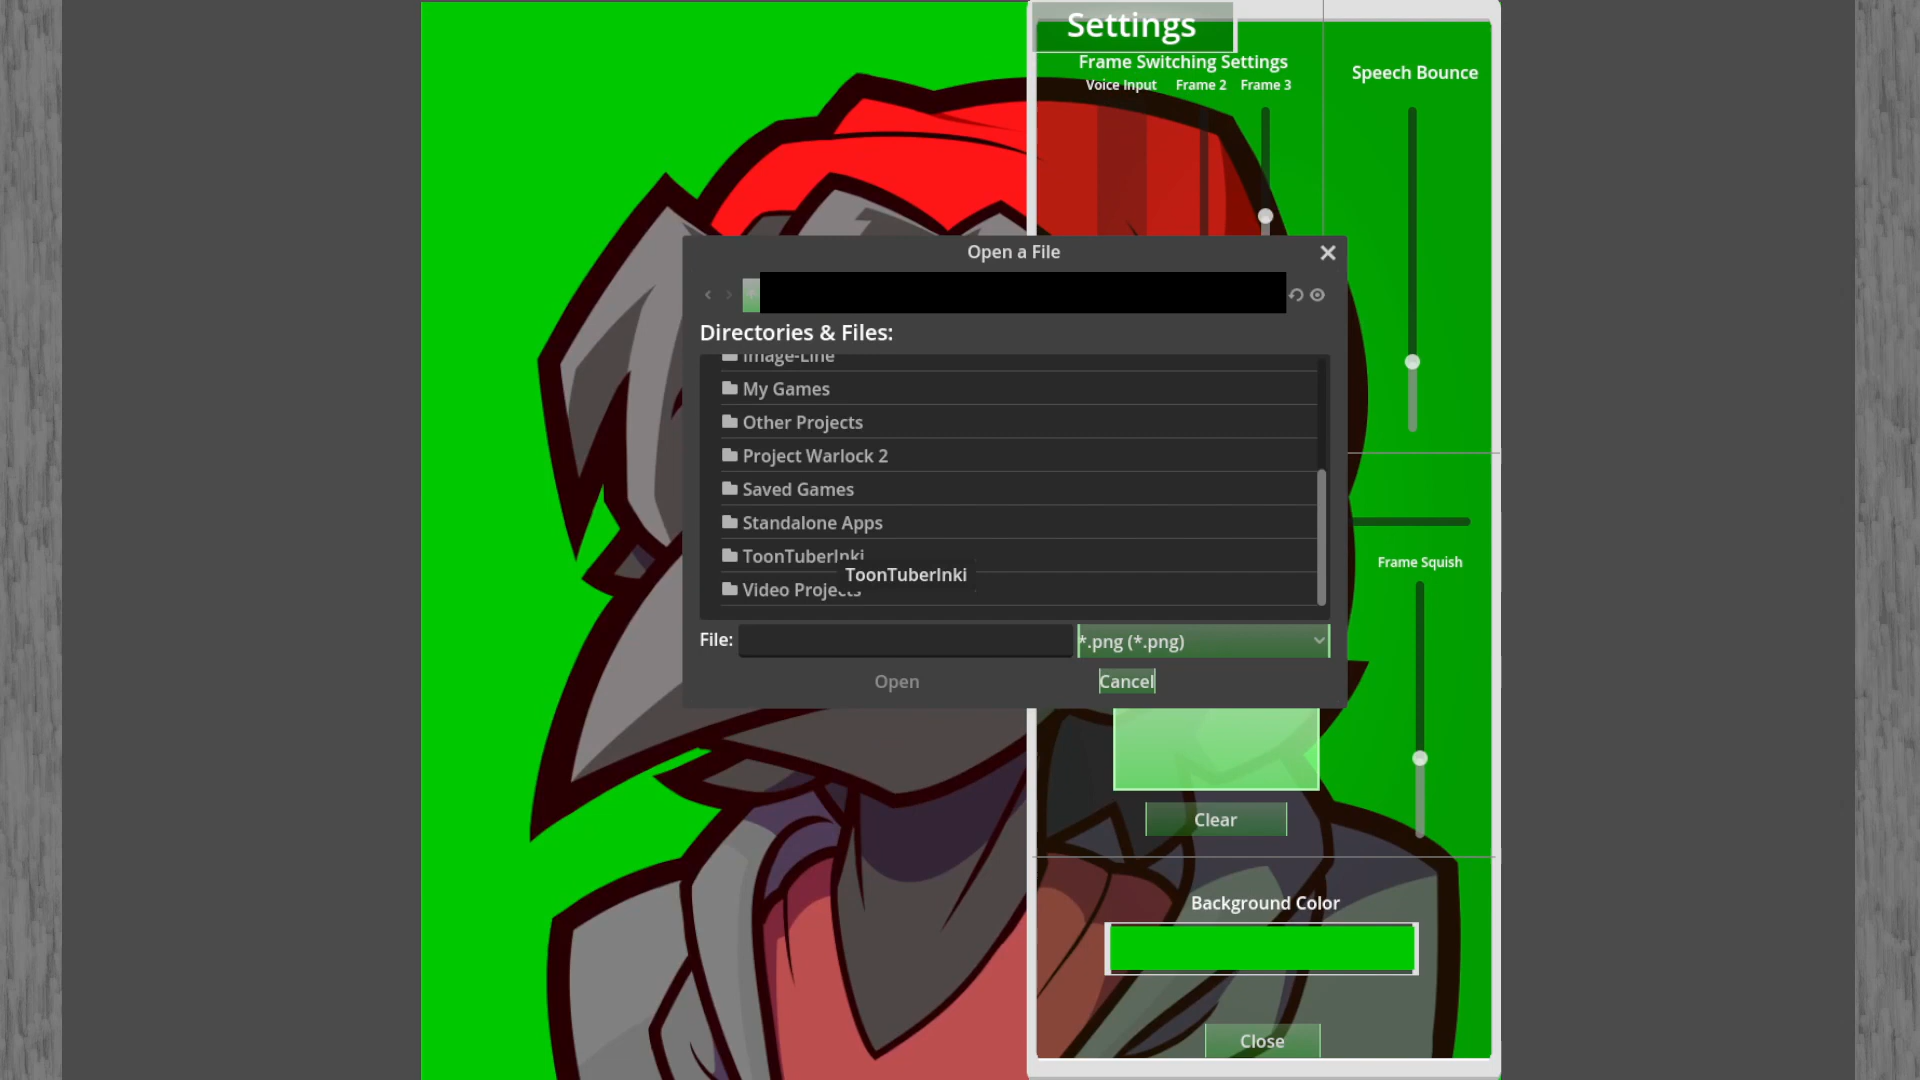 Settings
Frame Switching Settings
Voice Input Frame 2 Frame 3
Speech Bounce
Open a File
Directories & Files:
Image-Line
My Games
Other Projects
Project Warlock 2
Saved Games
Standalone Apps
ToonTuberInki
ToonTuberInki
Video Projects
Frame Squish
File:
*.png (*.png)
Open
Cancel
Clear
Background Color
Close